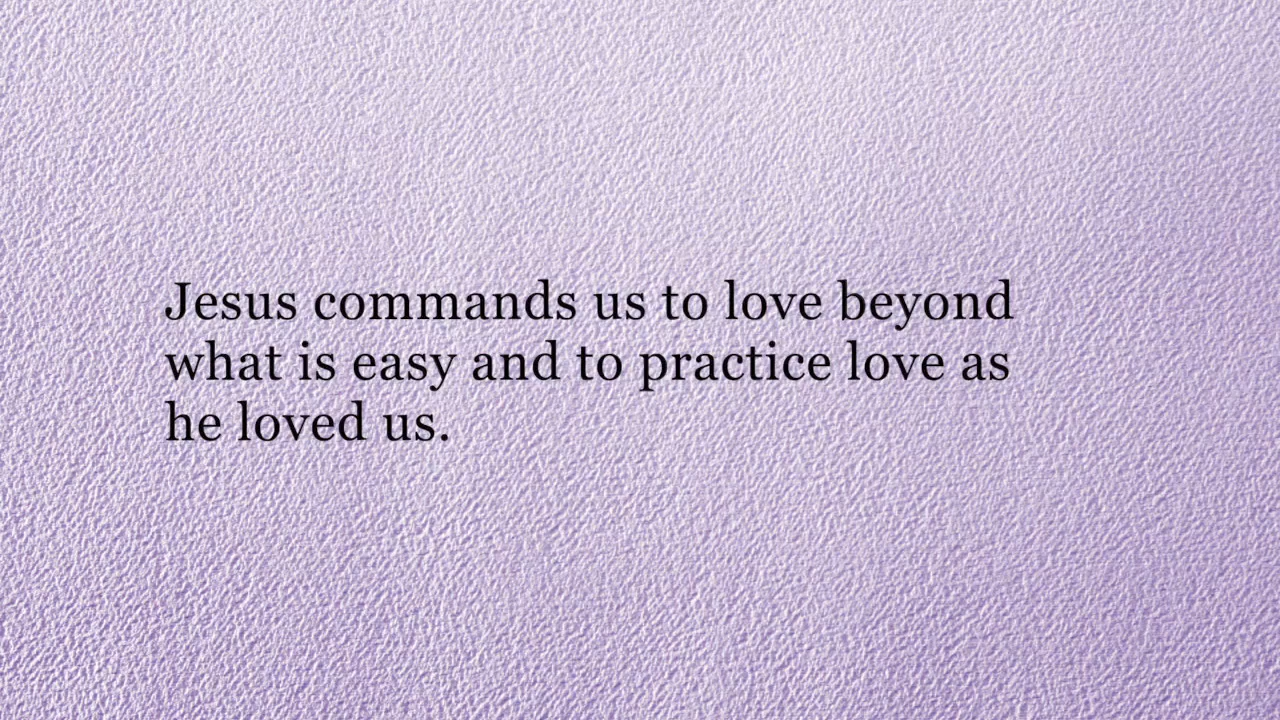 Jesus commands us to love beyond
what is easy and to practice love as
he loved us.